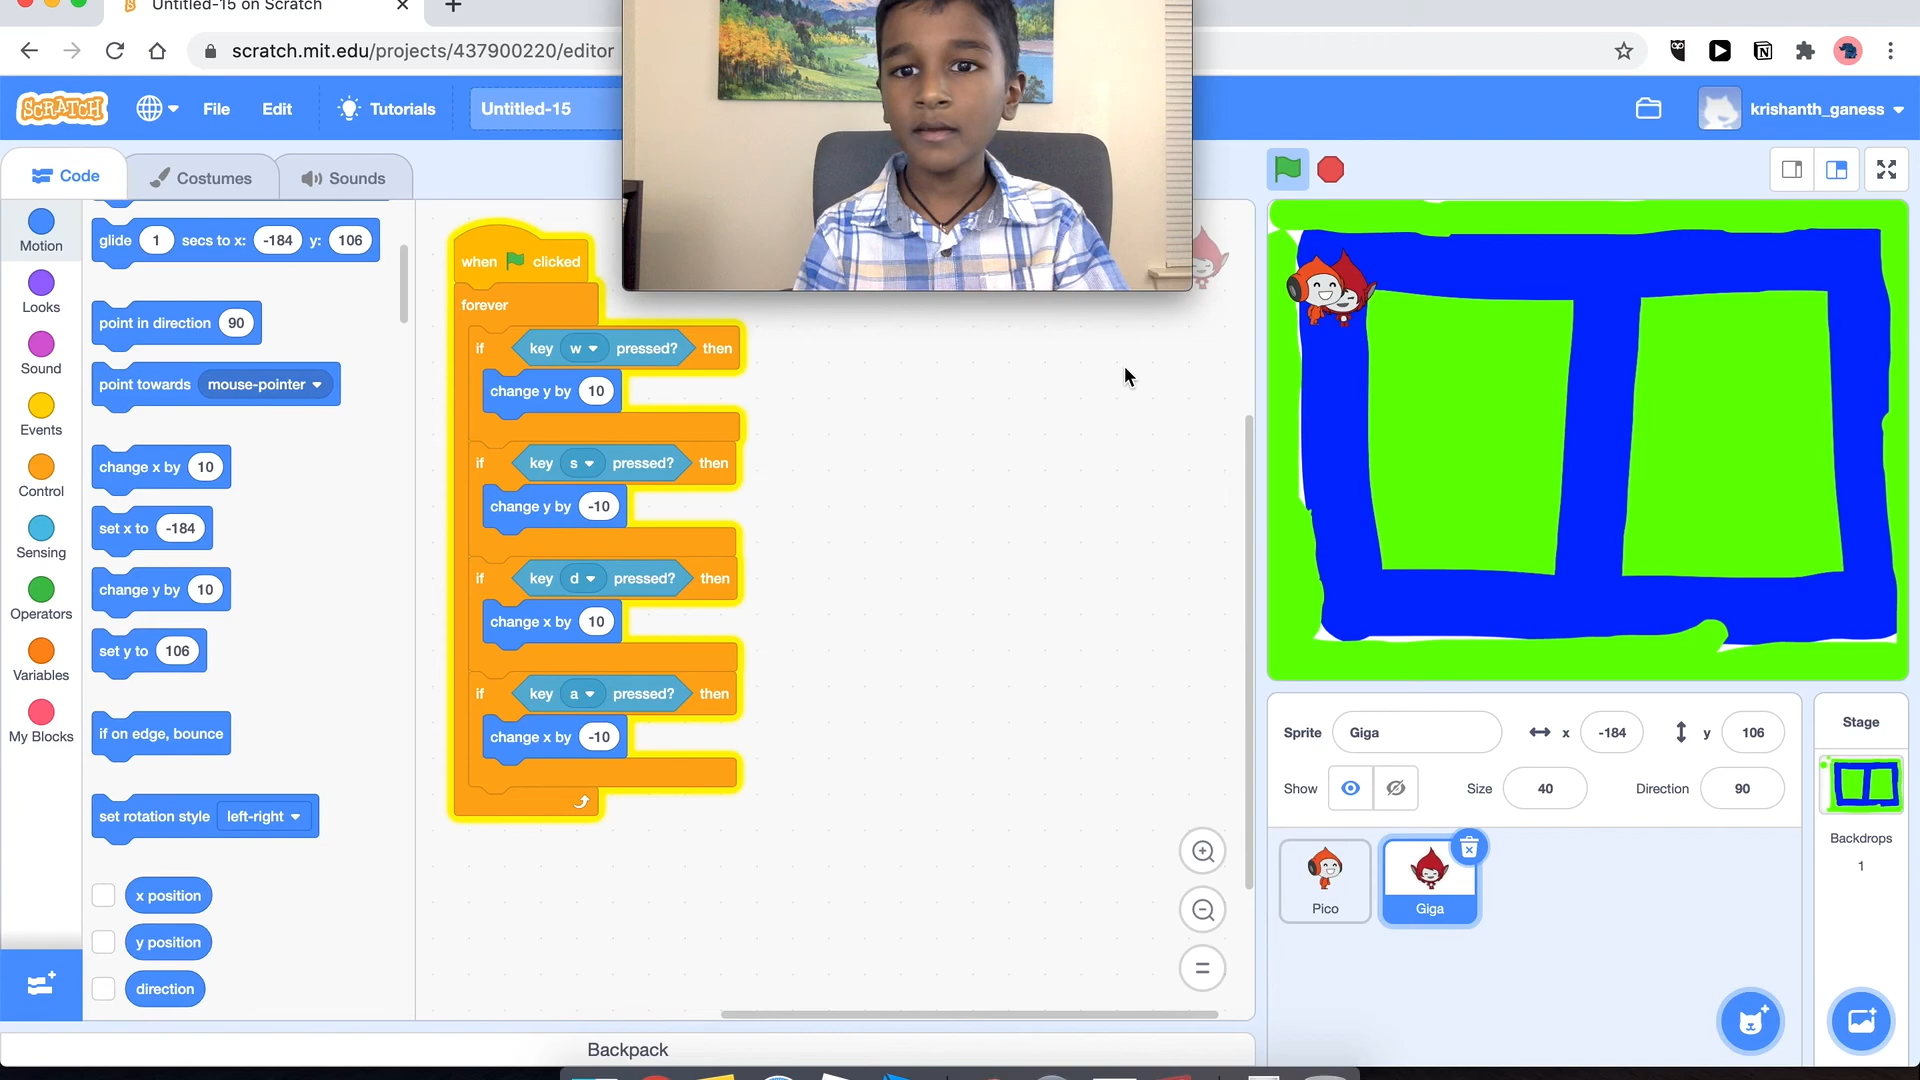 Untitled-15 on Scratch
scratch.mit.edu/projects/437900220/editor
SCRATCH
File
Edit
Tutorials
Untitled-15
krishanth_ganess
Code
Costumes
Sounds
Motion
Looks
Sound
Events
Control
Sensing
Operators
Variables
My Blocks
glide 1 secs to x: -184 y: 106
point in direction 90
point towards mouse-pointer
change x by 10
set x to -184
change y by 10
set y to 106
if on edge, bounce
set rotation style left-right
x position
y position
direction
when clicked
forever
if key w pressed? then
change y by 10
if key s pressed? then
change y by -10
if key d pressed? then
change x by 10
if key a pressed? then
change x by -10
Backpack
Sprite Giga x -184 y 106
Show Size 40 Direction 90
Pico
Giga
Stage
Backdrops
1